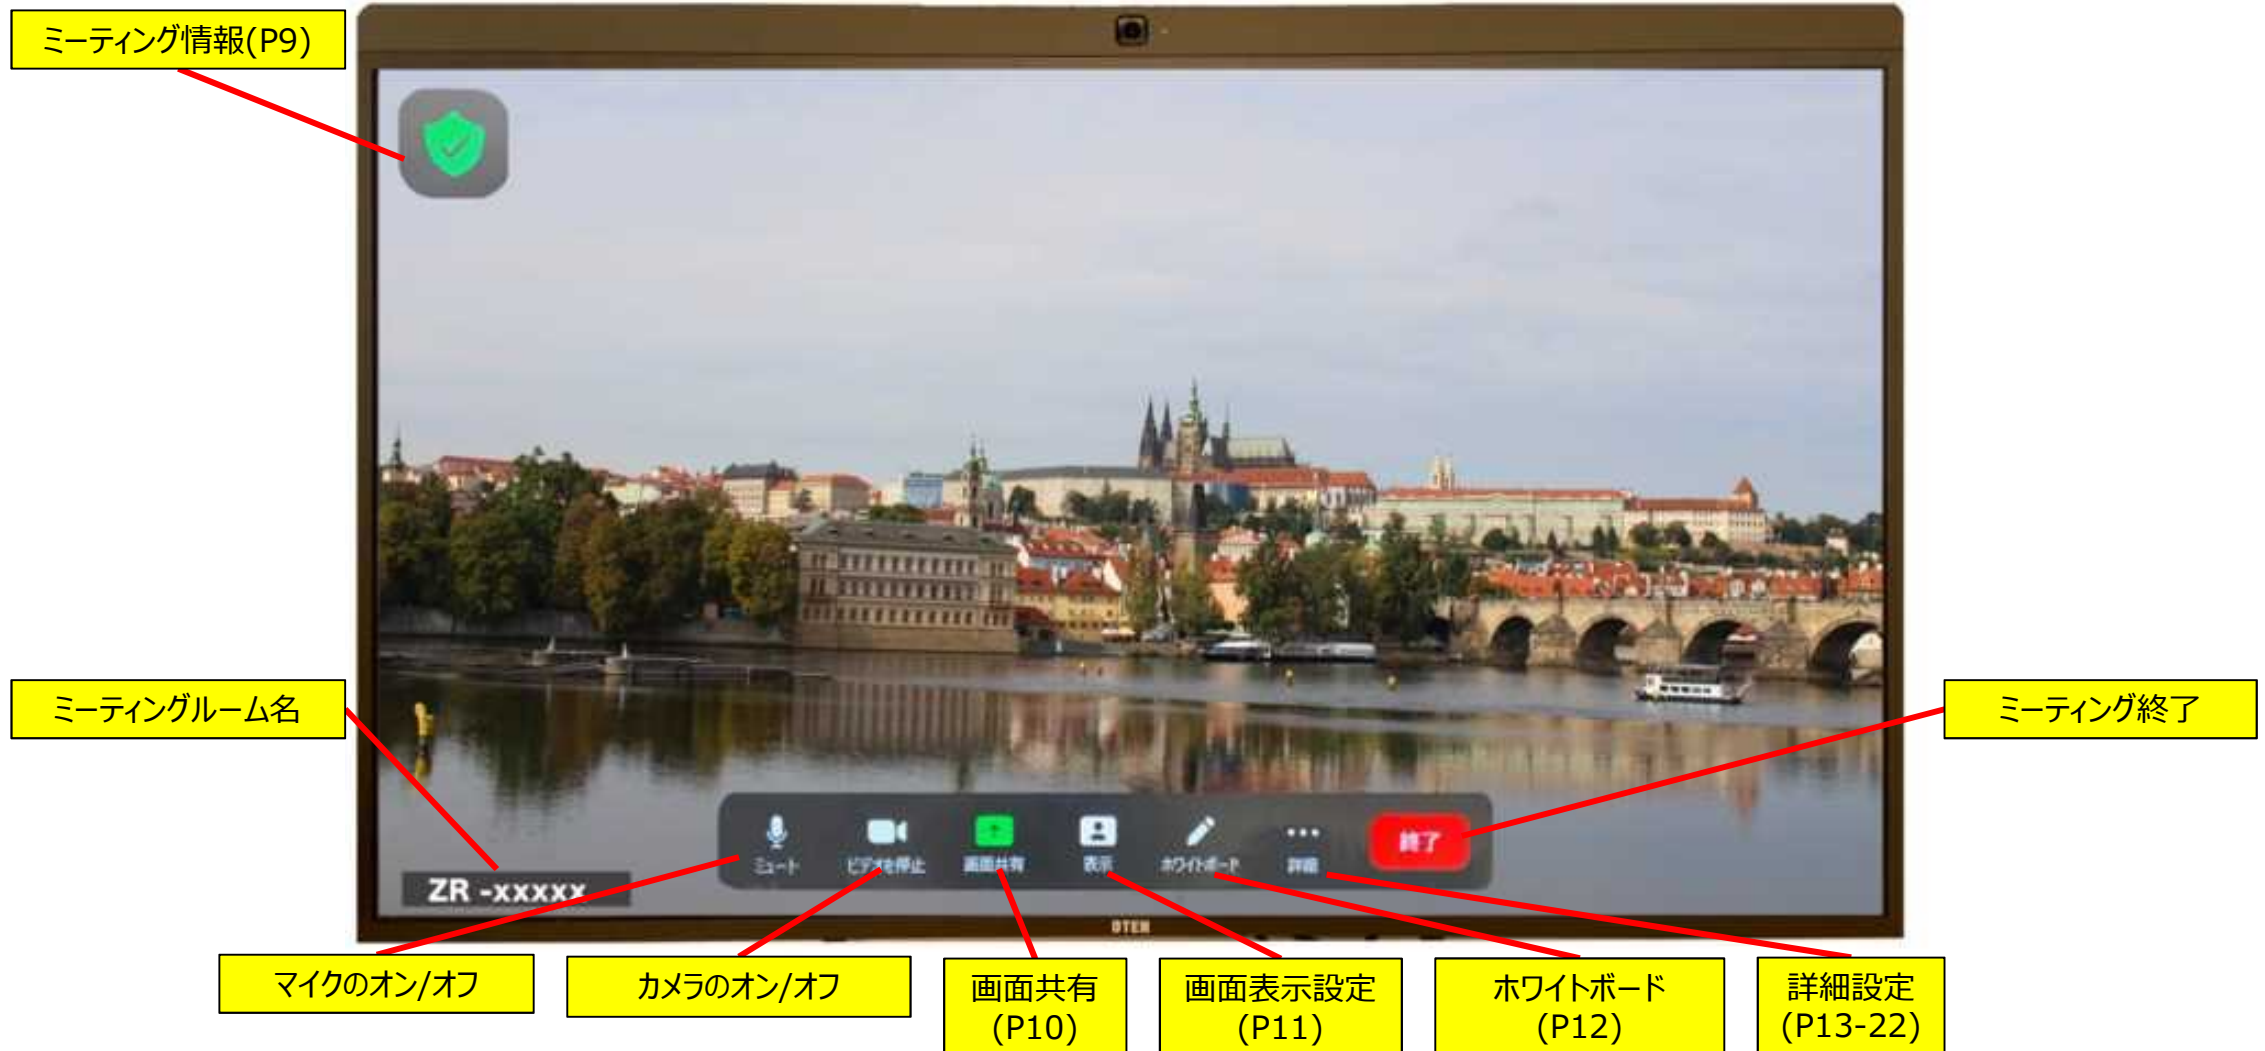 ミーティング情報(P9)
ミーティングルーム名
ミーティング終了
ミュート
ビデオを停止
画面共有
表示
ホワイトボード
詳細
終了
ZR -xxxxx
DTEN
マイクのオン/オフ
カメラのオン/オフ
画面共有
(P10)
画面表示設定
(P11)
ホワイトボード
(P12)
詳細設定
(P13-22)